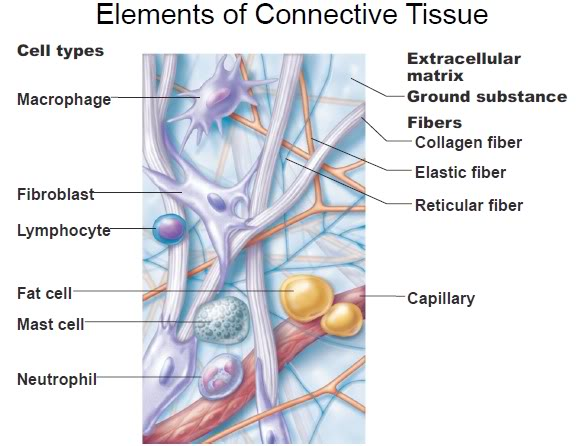 Elements of Connective Tissue
Cell types
Macrophage
Fibroblast
Lymphocyte
Fat cell
Mast cell
Neutrophil
Extracellular
matrix
Ground substance
Fibers
Collagen fiber
Elastic fiber
Reticular fiber
Capillary